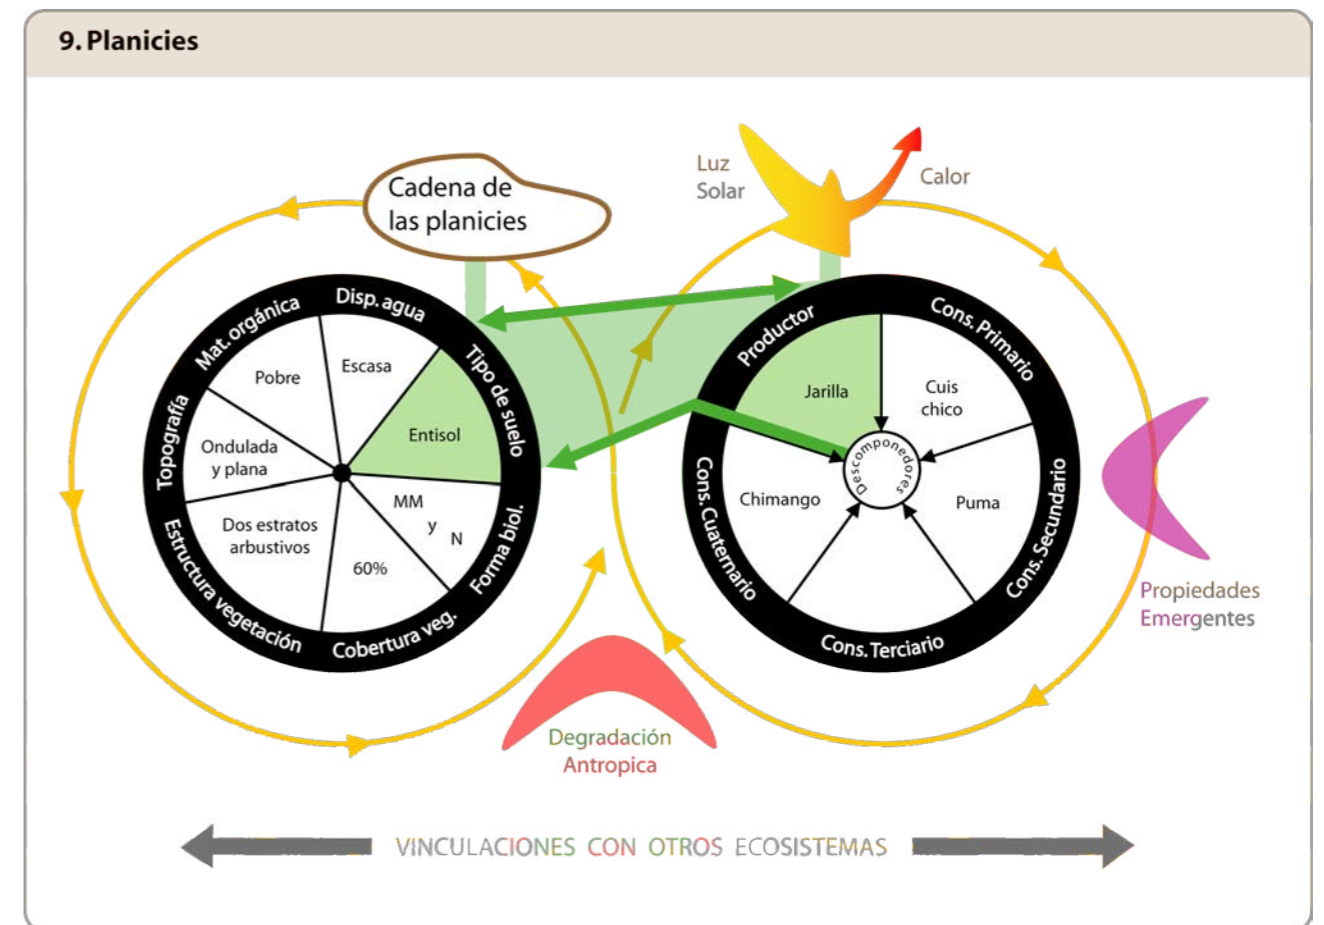 9. Planicies
Cadena de
las planicies
Luz
Solar
Calor
Mat. orgánica
Disp. agua
Tipo de suelo
Forma biol.
Cobertura veg.
Estructura vegetación
Topografía
Pobre
Escasa
Entisol
MM
y
N
60%
Dos estratos
arbustivos
Ondulada
y plana
Productor
Cons. Primario
Cons. Secundario
Cons. Terciario
Cons. Cuaternario
Jarilla
Cuis
chico
Puma
Chimango
Descomponedores
Propiedades
Emergentes
Degradación
Antropica
VINCULACIONES CON OTROS ECOSISTEMAS